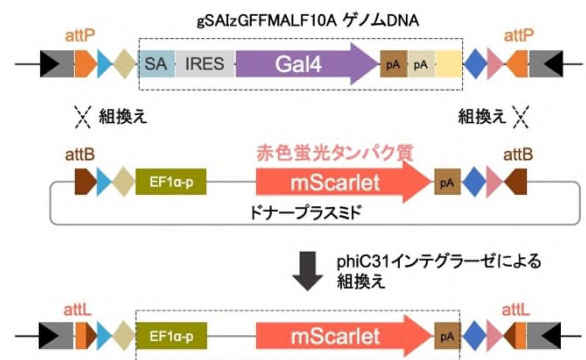 gSAIzGFFMALF10A ゲノムDNA
attP
SA
IRES
Gal4
pA
pA
attP
組換え
組換え
attB
EF1α-p
赤色蛍光タンパク質
mScarlet
pA
attB
ドナープラスミド
phiC31インテグラーゼによる
組換え
attL
EF1α-p
mScarlet
pA
attL